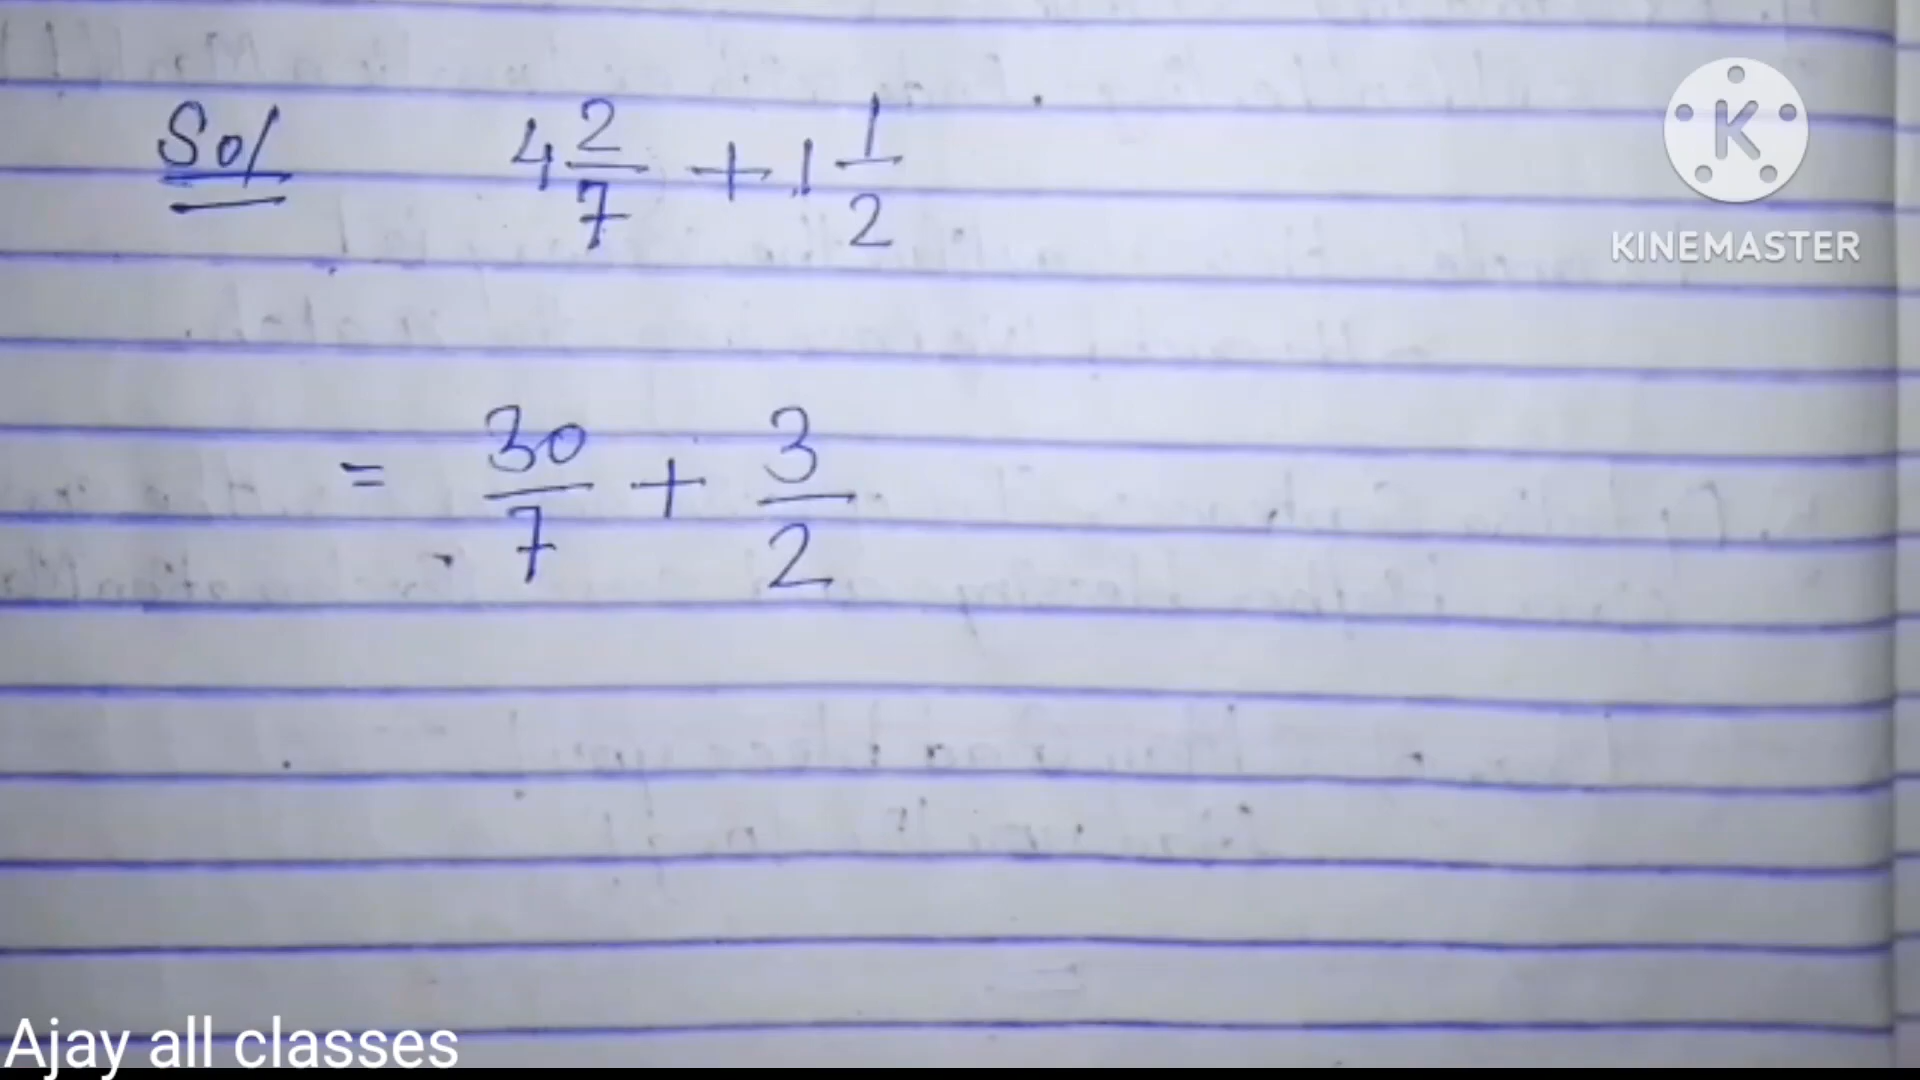 Sol 4 2/7 + 1 1/2
= 30/7 + 3/2
K
KINEMASTER
Ajay all classes